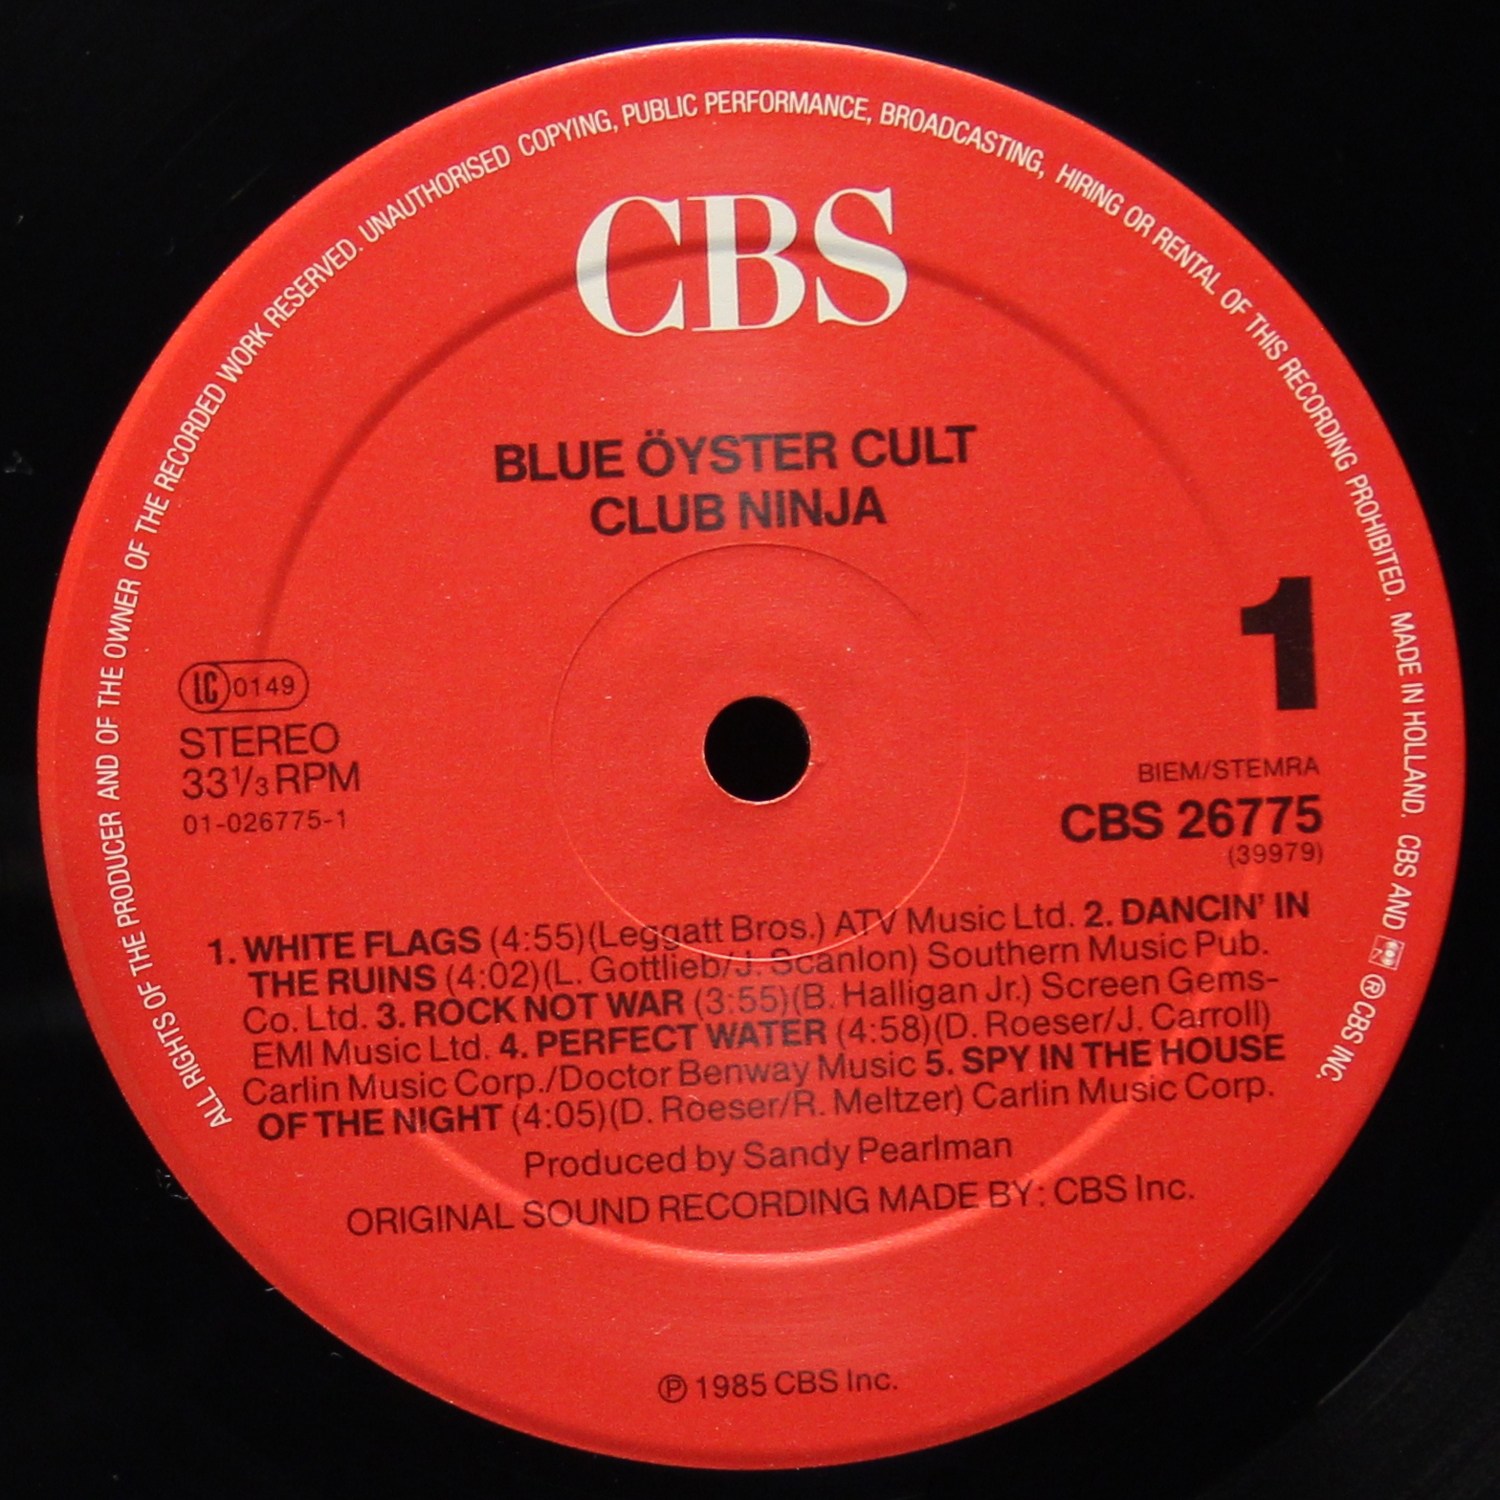 ALL RIGHTS OF THE PRODUCER AND OF THE OWNER OF THE RECORDED WORK RESERVED. UNAUTHORISED COPYING, PUBLIC PERFORMANCE, BROADCASTING, HIRING OR RENTAL OF THIS RECORDING PROHIBITED. MADE IN HOLLAND. CBS AND ® CBS INC.
CBS
BLUE ÖYSTER CULT
CLUB NINJA
1
LC 0149
STEREO
33 1/3 RPM
01-026775-1
BIEM/STEMRA
CBS 26775
(39979)
1. WHITE FLAGS (4:55)(Leggatt Bros.) ATV Music Ltd. 2. DANCIN' IN
THE RUINS (4:02)(L. Gottlieb/J. Scanlon) Southern Music Pub.
Co. Ltd. 3. ROCK NOT WAR (3:55)(B. Halligan Jr.) Screen Gems-
EMI Music Ltd. 4. PERFECT WATER (4:58)(D. Roeser/J. Carroll)
Carlin Music Corp./Doctor Benway Music 5. SPY IN THE HOUSE
OF THE NIGHT (4:05)(D. Roeser/R. Meltzer) Carlin Music Corp.
Produced by Sandy Pearlman
ORIGINAL SOUND RECORDING MADE BY: CBS Inc.
℗ 1985 CBS Inc.